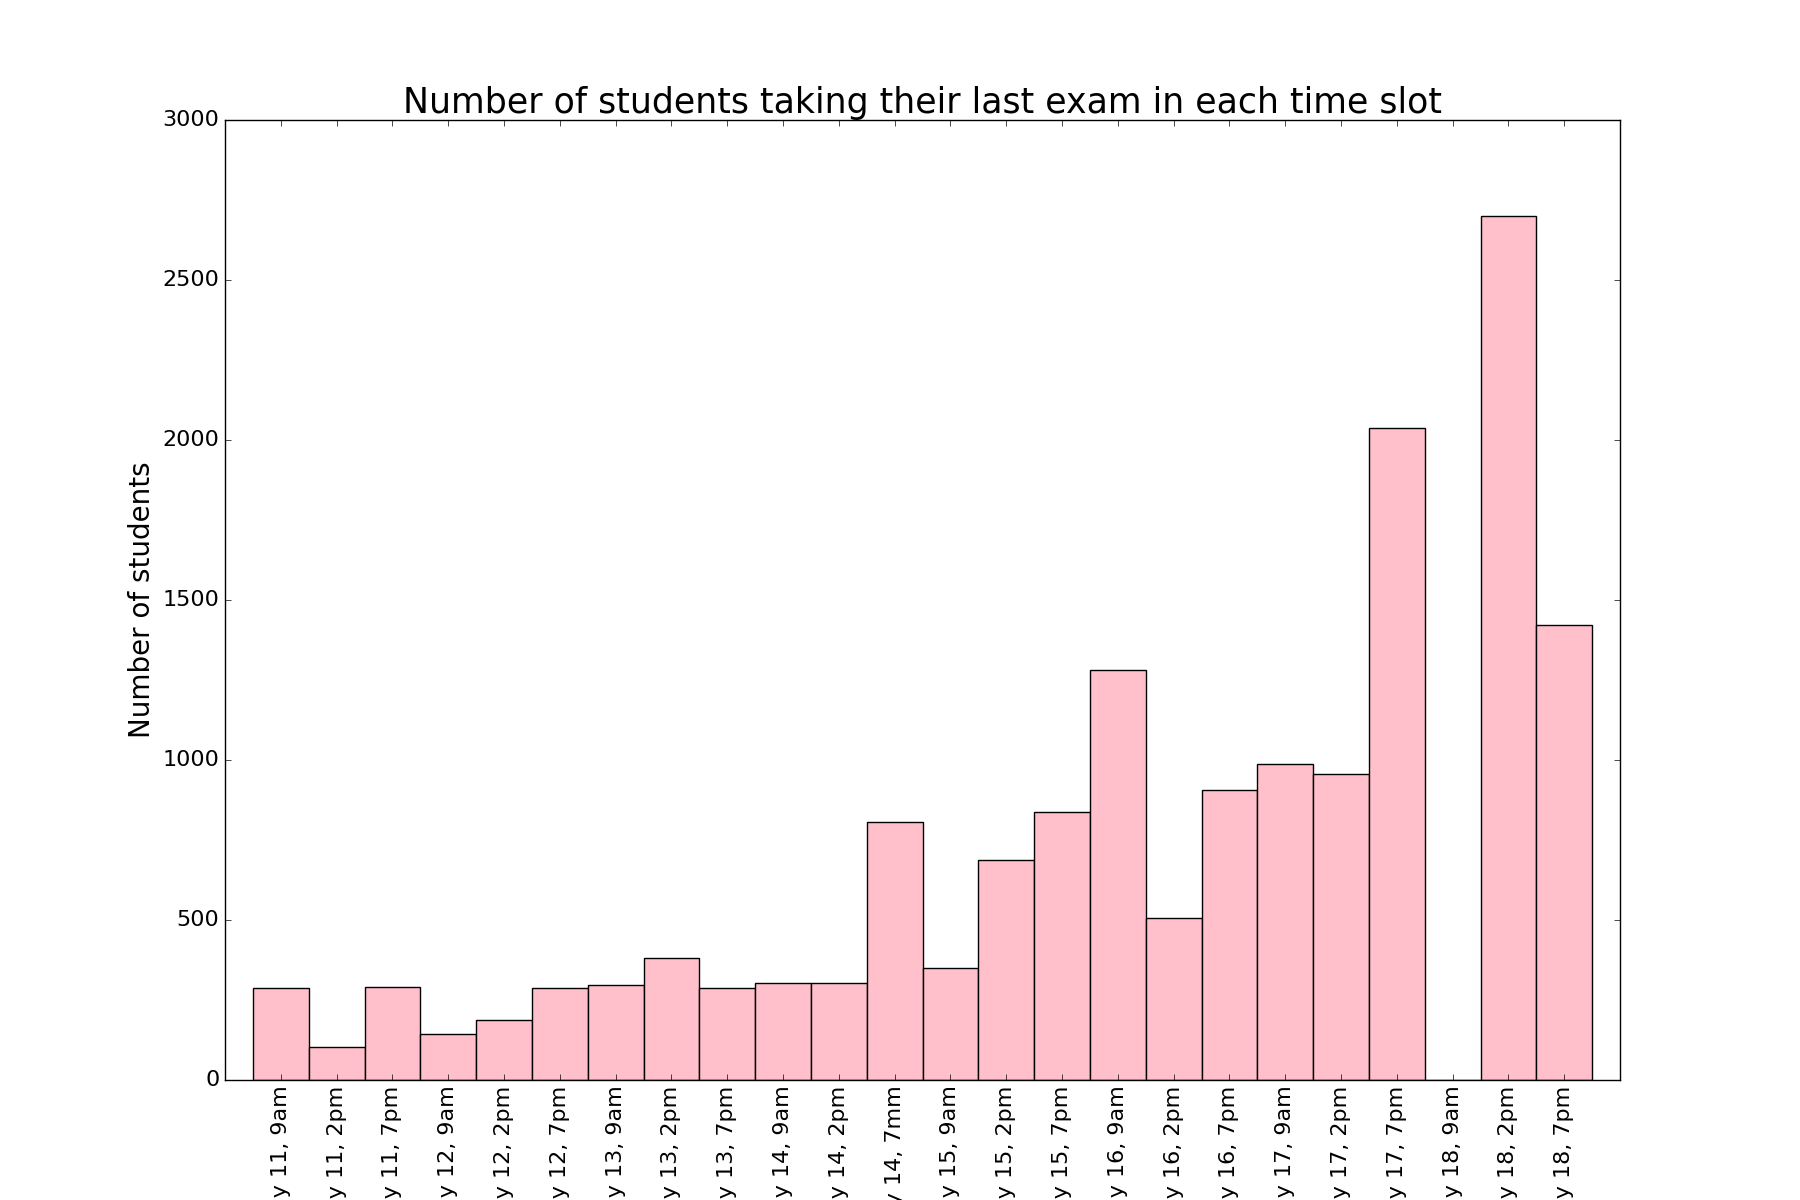 Number of students taking their last exam in each time slot
3000
2500
2000
1500
1000
500
0
Number of students
y 11, 9am
y 11, 2pm
y 11, 7pm
y 12, 9am
y 12, 2pm
y 12, 7pm
y 13, 9am
y 13, 2pm
y 13, 7pm
y 14, 9am
y 14, 2pm
y 14, 7mm
y 15, 9am
y 15, 2pm
y 15, 7pm
y 16, 9am
y 16, 2pm
y 16, 7pm
y 17, 9am
y 17, 2pm
y 17, 7pm
y 18, 9am
y 18, 2pm
y 18, 7pm